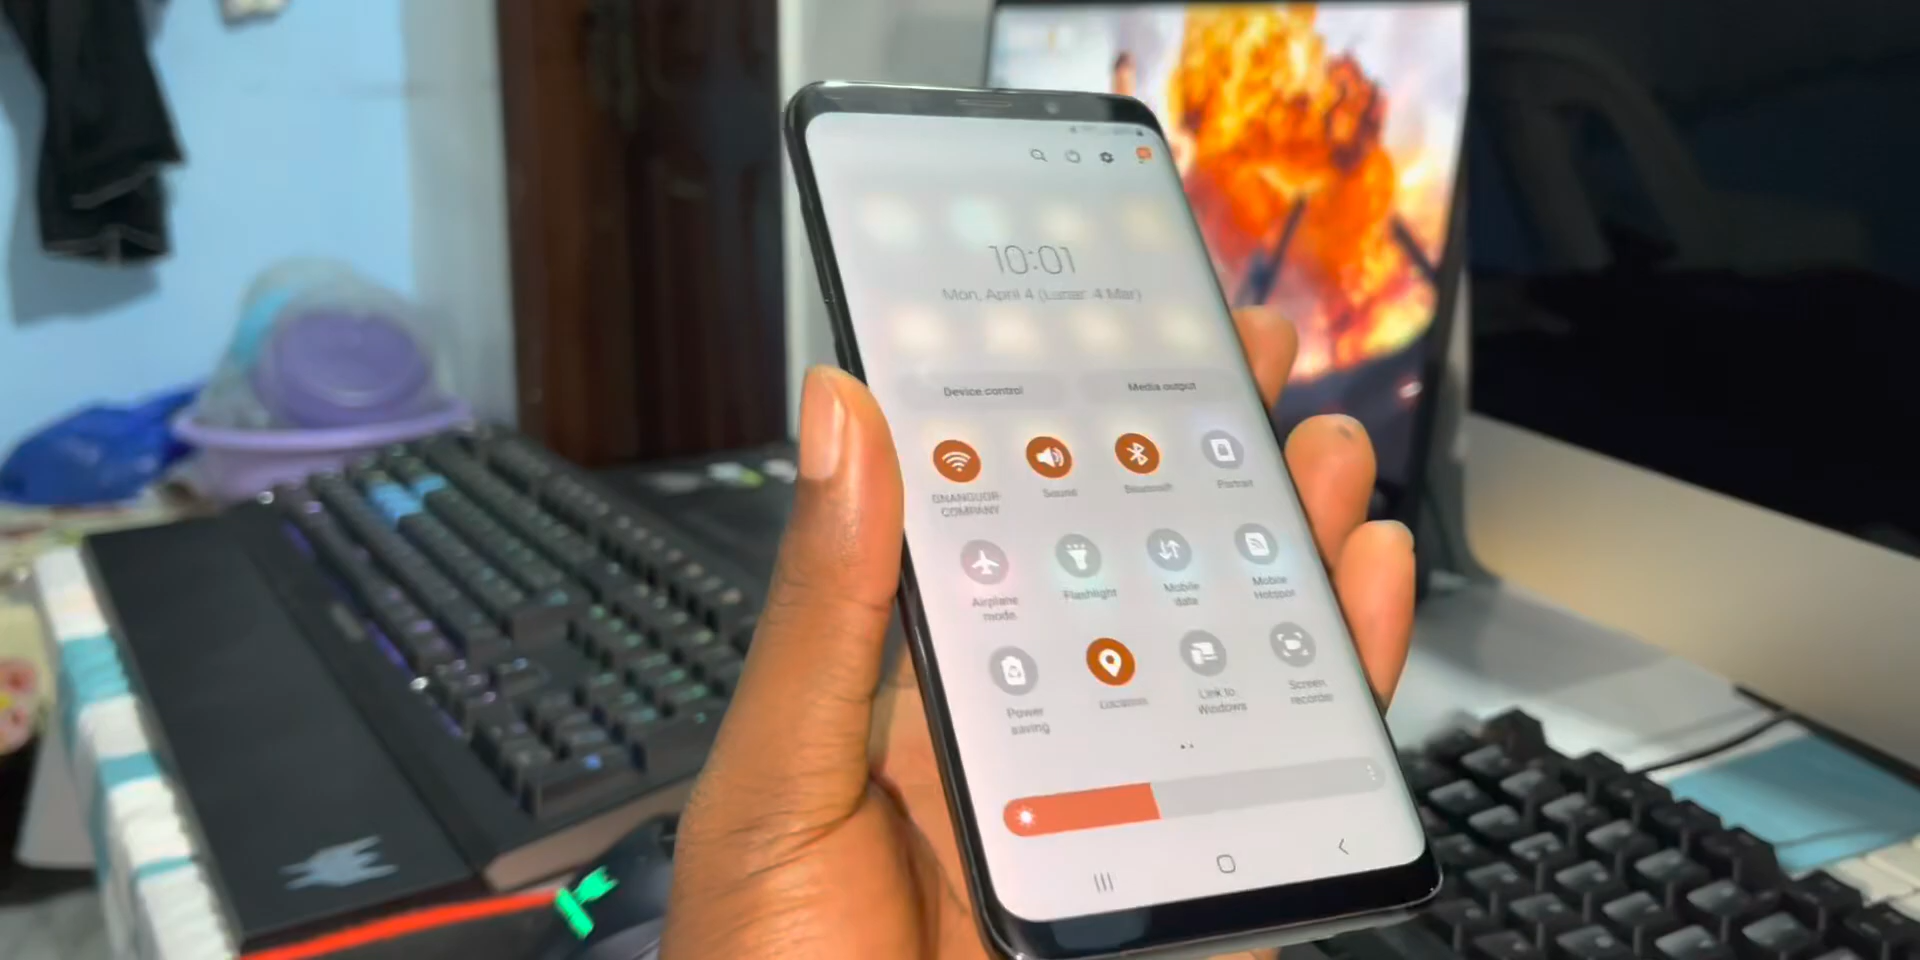 10:01
Mon, April 4 (Lunar 4 Mar)
Device control
Media output
GNANGUOR
COMPANY
Sound
Bluetooth
Portrait
Airplane
mode
Flashlight
Mobile
data
Mobile
Hotspot
Power
saving
Location
Link to
Windows
Screen
recorder